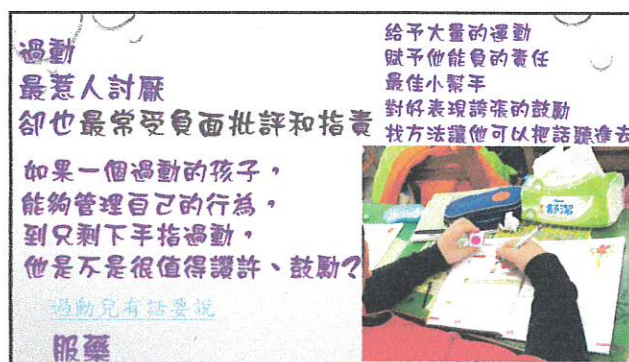 過動
最惹人討厭
卻也最常受負面批評和指責
如果一個過動的孩子，
能夠管理自己的行為，
到只剩下手指過動，
他是不是很值得讚許、鼓勵？
過動兒有話要說
服藥
給予大量的運動
賦予他能負的責任
最佳小幫手
對好表現誇張的鼓勵
找方法讓他可以把話聽進去
舒潔